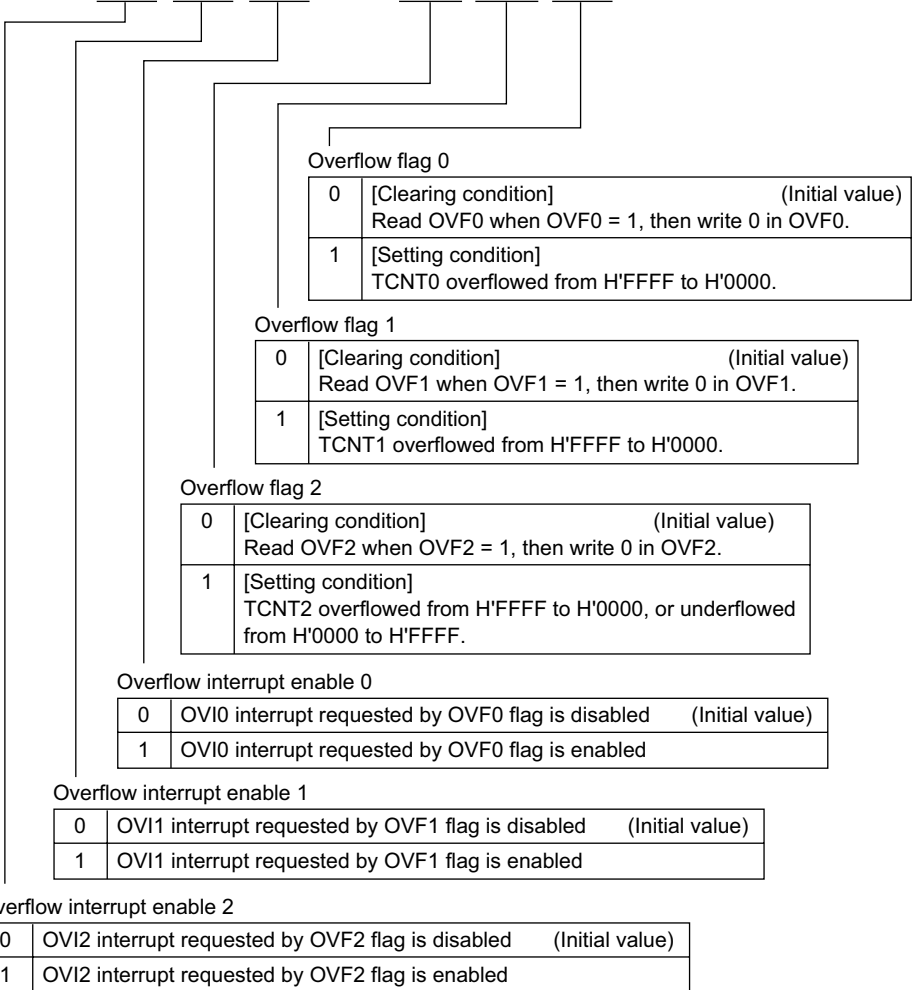 Overflow flag 0
0 [Clearing condition] (Initial value)
Read OVF0 when OVF0 = 1, then write 0 in OVF0.
1 [Setting condition]
TCNT0 overflowed from H'FFFF to H'0000.
Overflow flag 1
0 [Clearing condition] (Initial value)
Read OVF1 when OVF1 = 1, then write 0 in OVF1.
1 [Setting condition]
TCNT1 overflowed from H'FFFF to H'0000.
Overflow flag 2
0 [Clearing condition] (Initial value)
Read OVF2 when OVF2 = 1, then write 0 in OVF2.
1 [Setting condition]
TCNT2 overflowed from H'FFFF to H'0000, or underflowed
from H'0000 to H'FFFF.
Overflow interrupt enable 0
0 OVI0 interrupt requested by OVF0 flag is disabled (Initial value)
1 OVI0 interrupt requested by OVF0 flag is enabled
Overflow interrupt enable 1
0 OVI1 interrupt requested by OVF1 flag is disabled (Initial value)
1 OVI1 interrupt requested by OVF1 flag is enabled
verflow interrupt enable 2
0 OVI2 interrupt requested by OVF2 flag is disabled (Initial value)
1 OVI2 interrupt requested by OVF2 flag is enabled